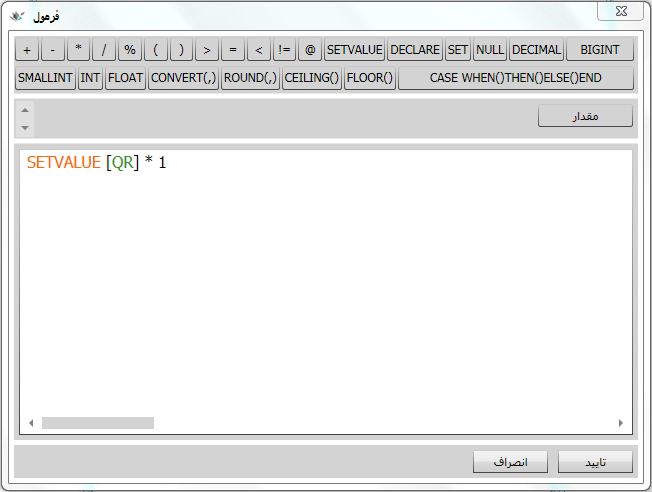 فرمول
+ - * / % ( ) > = < != @ SETVALUE DECLARE SET NULL DECIMAL BIGINT
SMALLINT INT FLOAT CONVERT(,) ROUND(,) CEILING() FLOOR() CASE WHEN()THEN()ELSE()END
مقدار
SETVALUE [QR] * 1
تایید انصراف